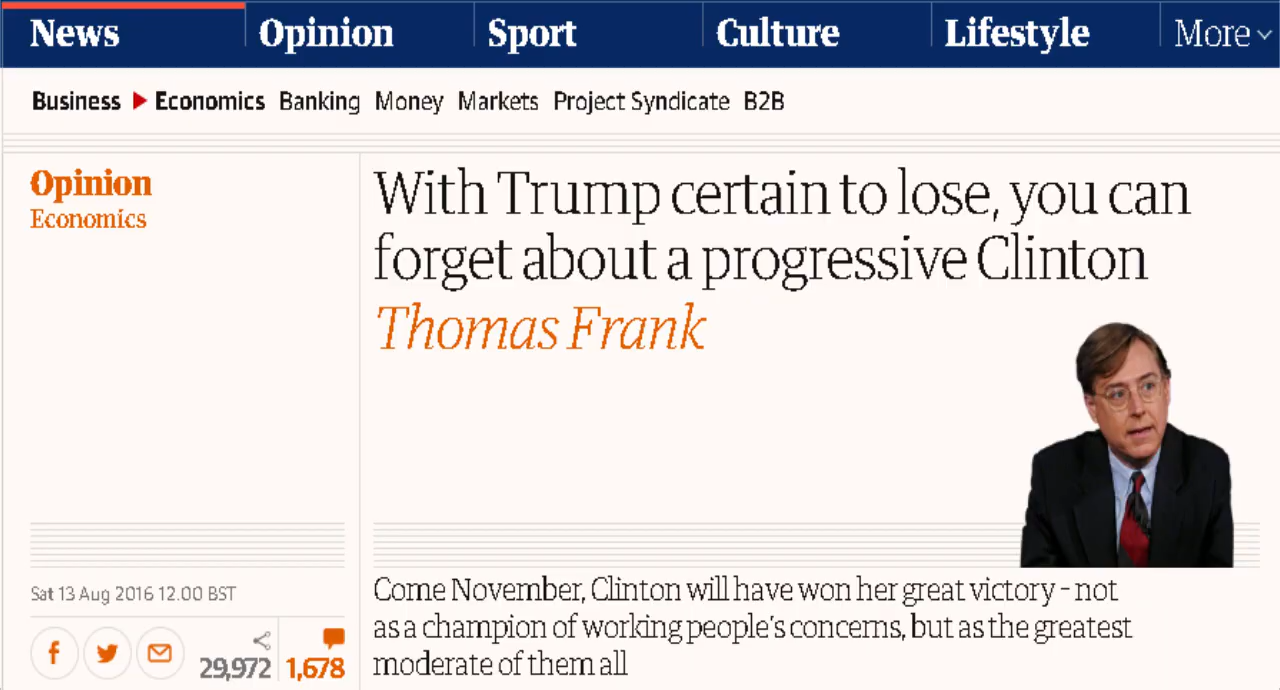 News Opinion Sport Culture Lifestyle More
Business Economics Banking Money Markets Project Syndicate B2B
Opinion
Economics
With Trump certain to lose, you can
forget about a progressive Clinton
Thomas Frank
Sat 13 Aug 2016 12.00 BST
29,972 1,678
Come November, Clinton will have won her great victory – not
as a champion of working people's concerns, but as the greatest
moderate of them all